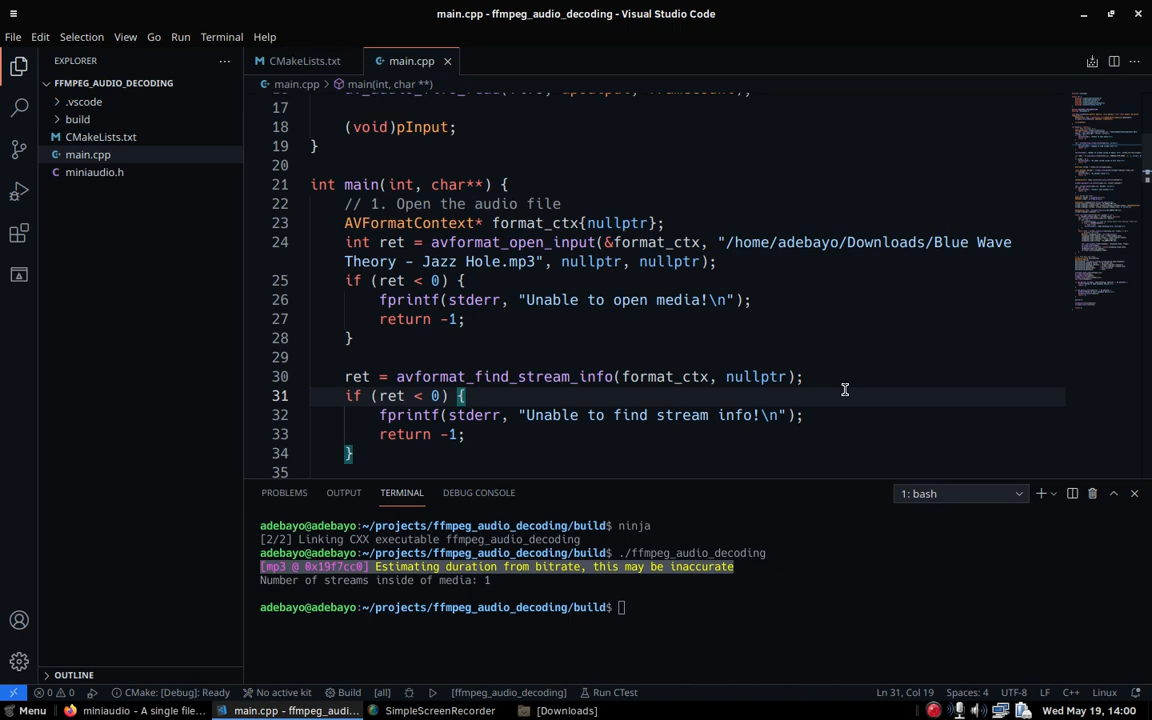 main.cpp - ffmpeg_audio_decoding - Visual Studio Code
File Edit Selection View Go Run Terminal Help
EXPLORER ···
FFMPEG_AUDIO_DECODING
.vscode
build
CMakeLists.txt
main.cpp
miniaudio.h
OUTLINE
CMakeLists.txt main.cpp
main.cpp > main(int, char **)
17
18 (void)pInput;
19 }
20
21 int main(int, char**) {
22 // 1. Open the audio file
23 AVFormatContext* format_ctx{nullptr};
24 int ret = avformat_open_input(&format_ctx, "/home/adebayo/Downloads/Blue Wave
Theory - Jazz Hole.mp3", nullptr, nullptr);
25 if (ret < 0) {
26 fprintf(stderr, "Unable to open media!\n");
27 return -1;
28 }
29
30 ret = avformat_find_stream_info(format_ctx, nullptr);
31 if (ret < 0) {
32 fprintf(stderr, "Unable to find stream info!\n");
33 return -1;
34 }
35
PROBLEMS OUTPUT TERMINAL DEBUG CONSOLE 1: bash
adebayo@adebayo:~/projects/ffmpeg_audio_decoding/build$ ninja
[2/2] Linking CXX executable ffmpeg_audio_decoding
adebayo@adebayo:~/projects/ffmpeg_audio_decoding/build$ ./ffmpeg_audio_decoding
[mp3 @ 0x19f7cc0] Estimating duration from bitrate, this may be inaccurate
Number of streams inside of media: 1
adebayo@adebayo:~/projects/ffmpeg_audio_decoding/build$
0 0 CMake: [Debug]: Ready No active kit Build [all] [ffmpeg_audio_decoding] Run CTest Ln 31, Col 19 Spaces: 4 UTF-8 LF C++ Linux
Menu miniaudio - A single file... main.cpp - ffmpeg_audi... SimpleScreenRecorder [Downloads] Wed May 19, 14:00